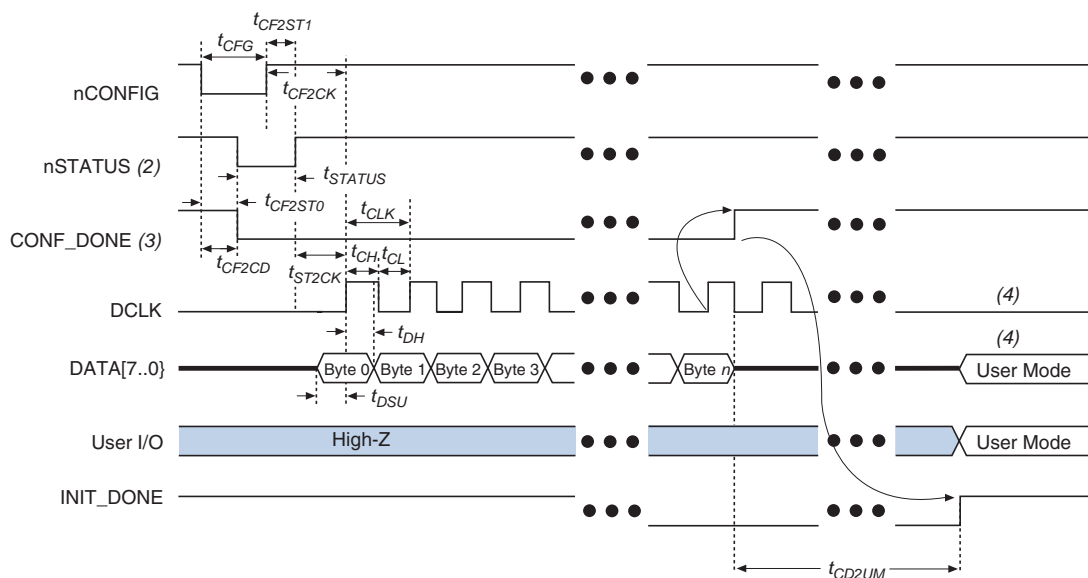 tCF2ST1
tCFG
nCONFIG
tCF2CK
nSTATUS (2)
tSTATUS
tCF2ST0
tCLK
CONF_DONE (3)
tCF2CD
tST2CK
tCH
tCL
DCLK
(4)
tDH
(4)
DATA[7..0}
Byte 0
Byte 1
Byte 2
Byte 3
Byte n
User Mode
tDSU
User I/O
High-Z
User Mode
INIT_DONE
tCD2UM